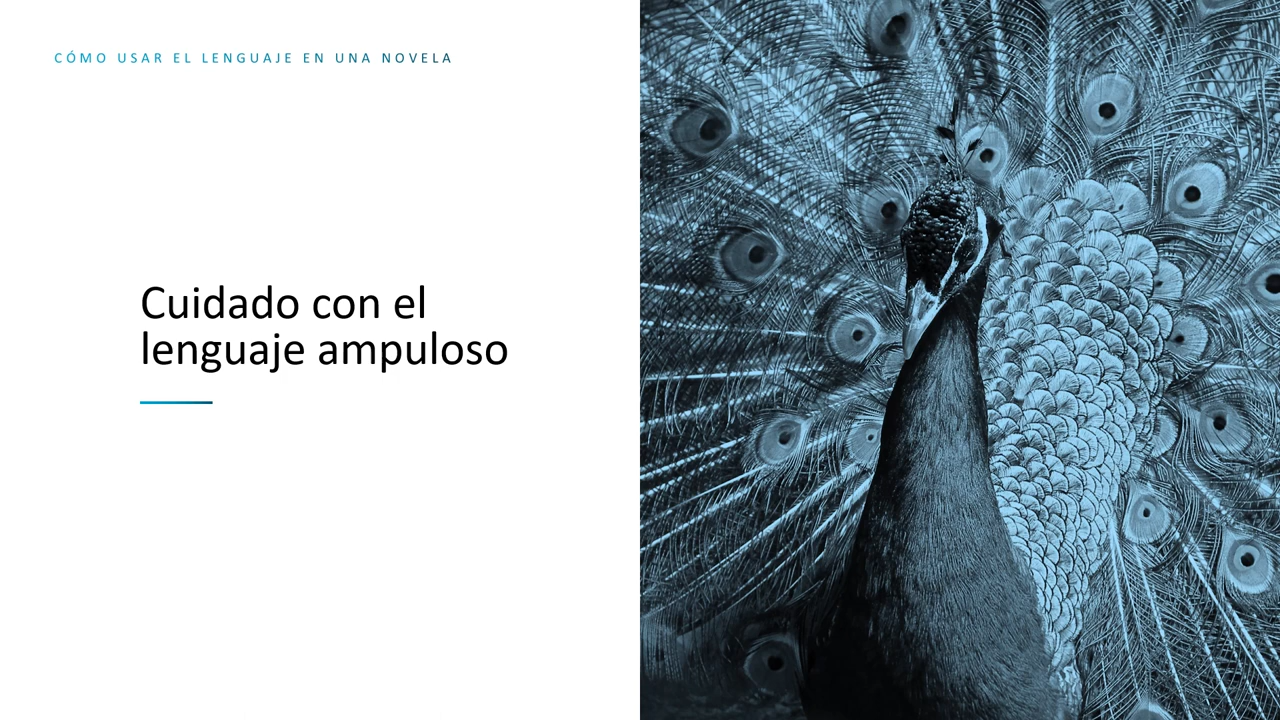 CÓMO USAR EL LENGUAJE EN UNA NOVELA
Cuidado con el
lenguaje ampuloso